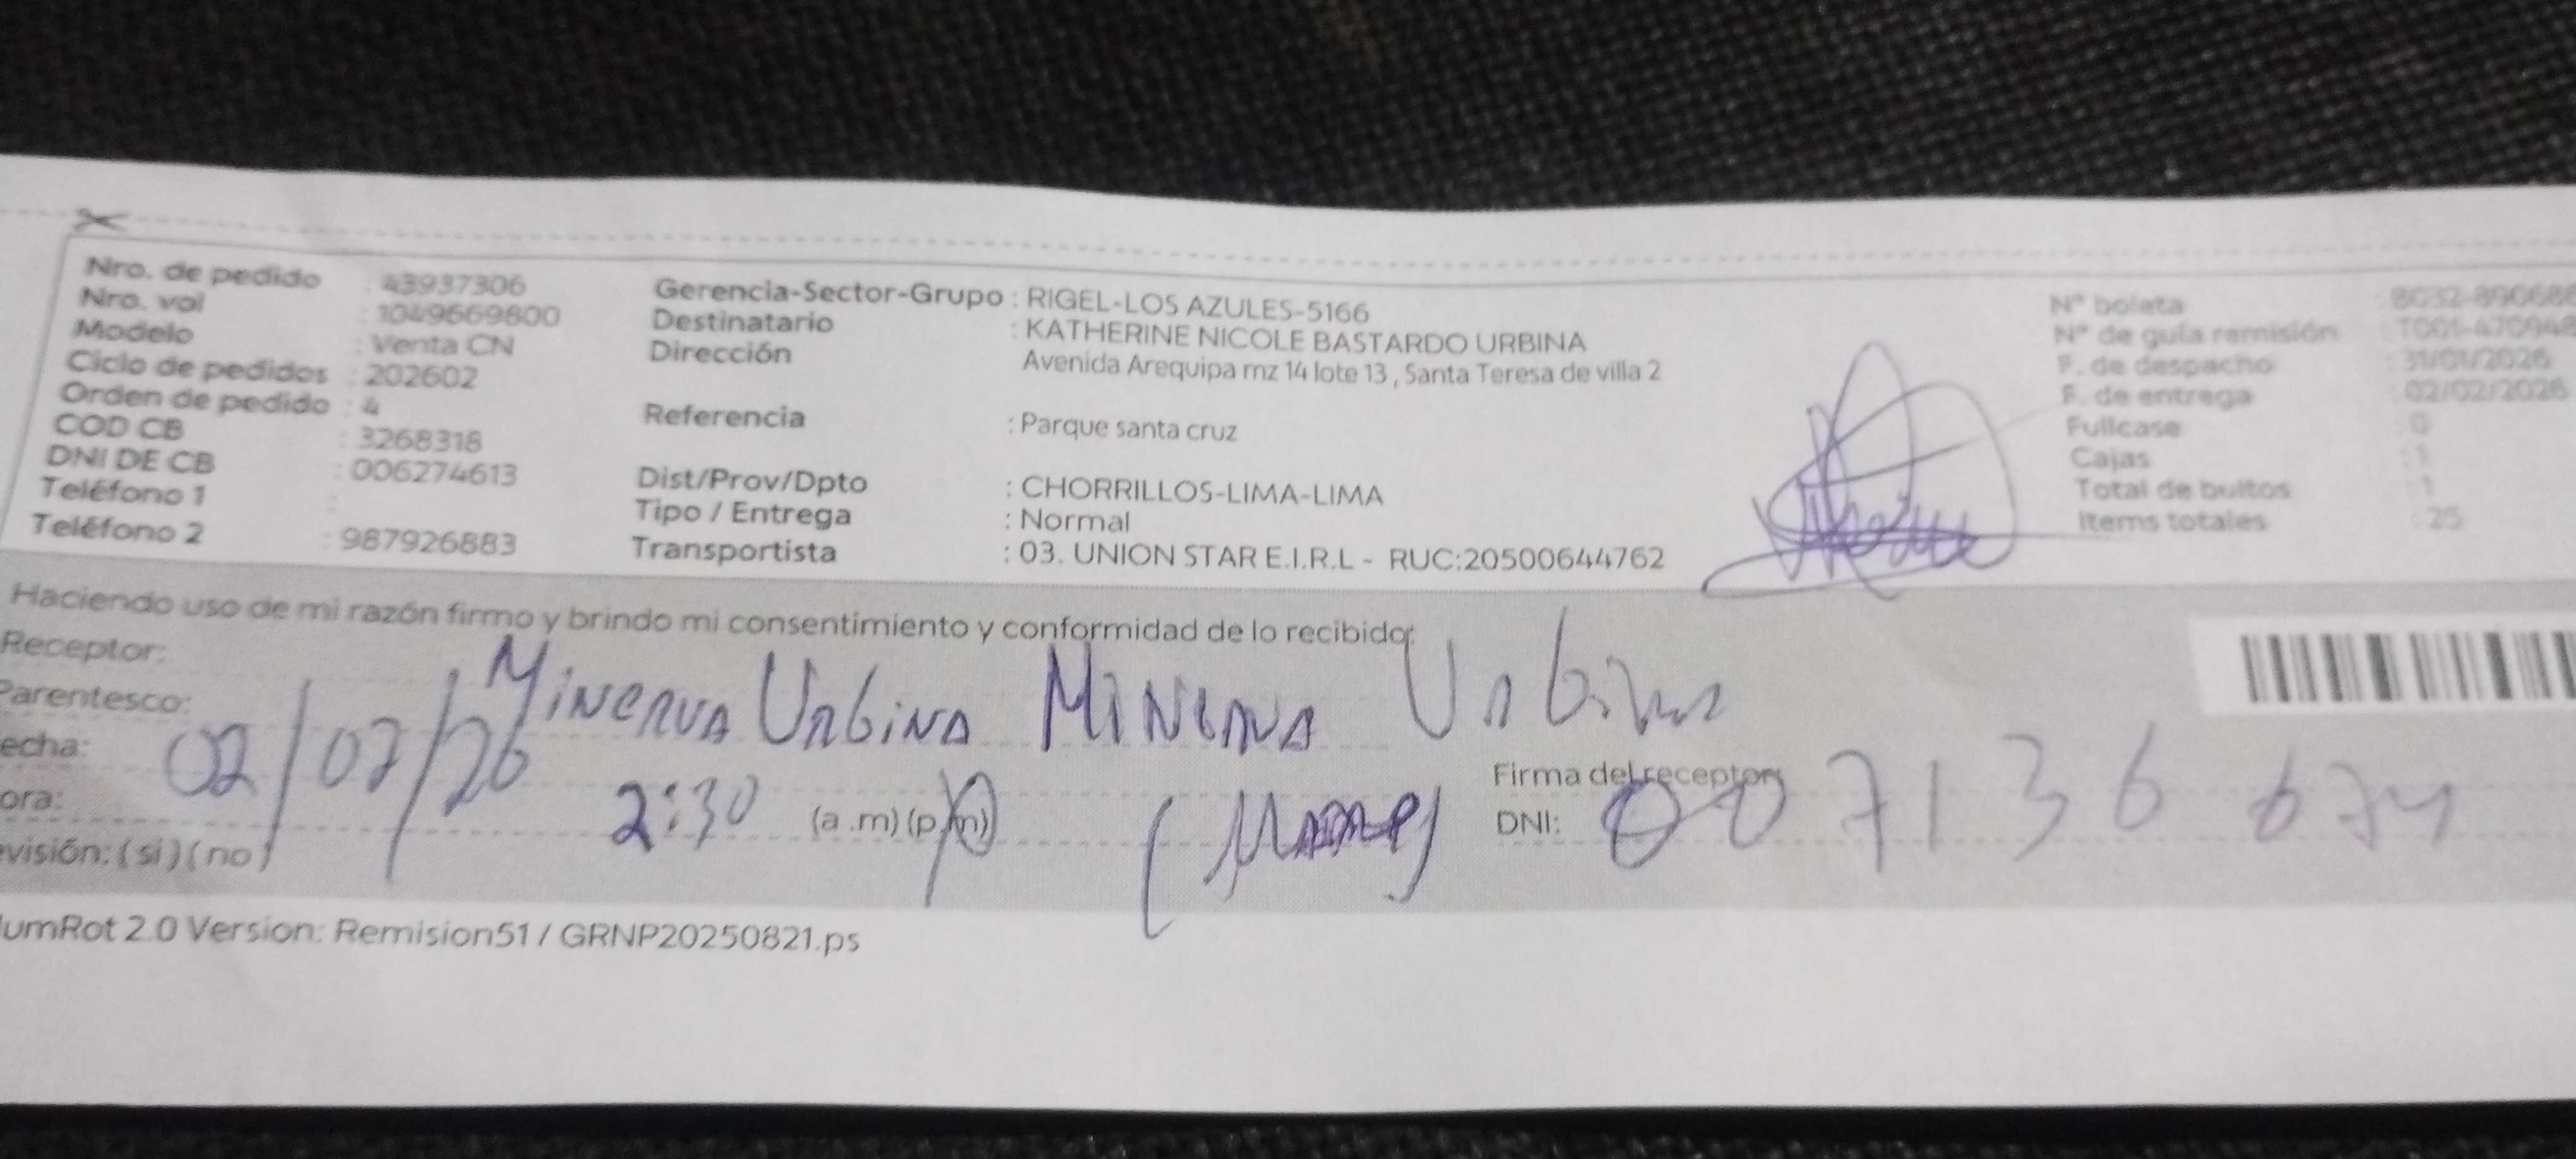 Nro. de pedido : 43937306
Nro. val : 1049669800
Modelo : Venta CN
Ciclo de pedidos : 202602
Orden de pedido : 4
COD CB : 3268318
DNI DE CB : 006274613
Teléfono 1 :
Teléfono 2 : 987926883
Gerencia-Sector-Grupo : RIGEL-LOS AZULES-5166
Destinatario : KATHERINE NICOLE BASTARDO URBINA
Dirección Avenida Arequipa mz 14 lote 13 , Santa Teresa de villa 2
Referencia : Parque santa cruz
Dist/Prov/Dpto : CHORRILLOS-LIMA-LIMA
Tipo / Entrega : Normal
Transportista : 03. UNION STAR E.I.R.L - RUC:20500644762
N° boleta
N° de guía remisión
F. de despacho : 31/01/2026
F. de entrega : 02/02/2026
Fullcase : 0
Cajas : 1
Total de bultos : 1
Items totales : 25
Haciendo uso de mi razón firmo y brindo mi consentimiento y conformidad de lo recibido:
Receptor: MINERVA URBINA MINERVA Urbina
Parentesco:
echa: 02/02/26
ora: 2:30 (a .m) (p.m) (MADRE)
Firma del receptor
DNI: 007136674
visión: ( si ) ( no )
umRot 2.0 Version: Remision51 / GRNP20250821.ps